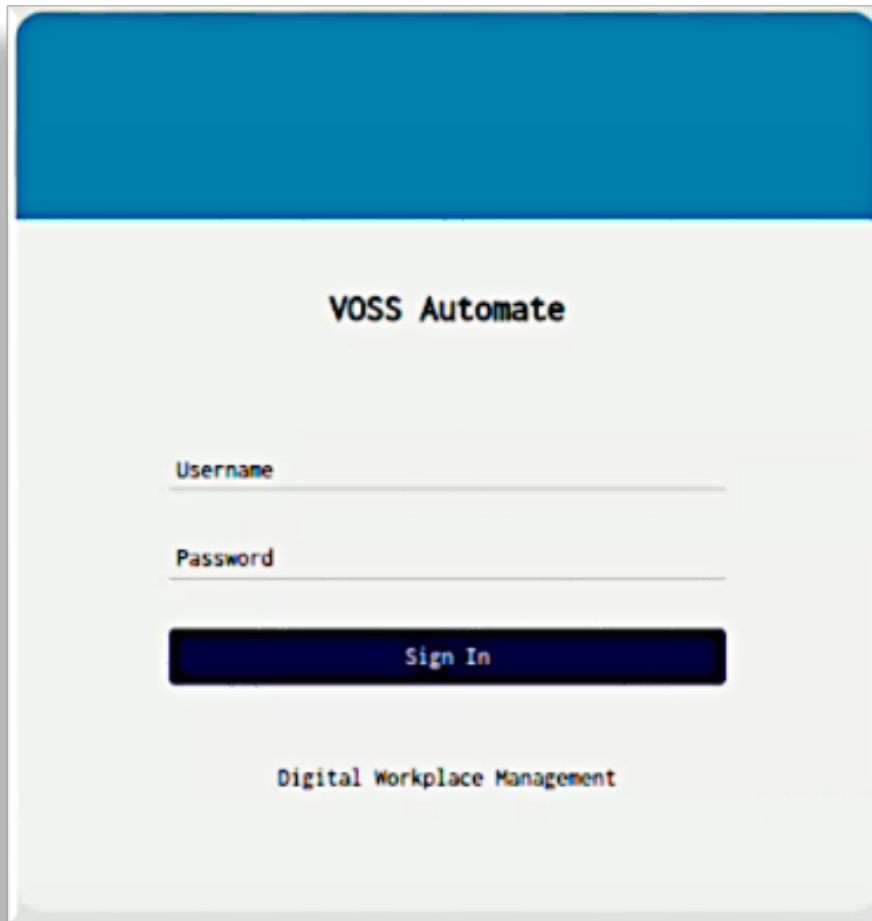 VOSS Automate
Username
Password
Sign In
Digital Workplace Management